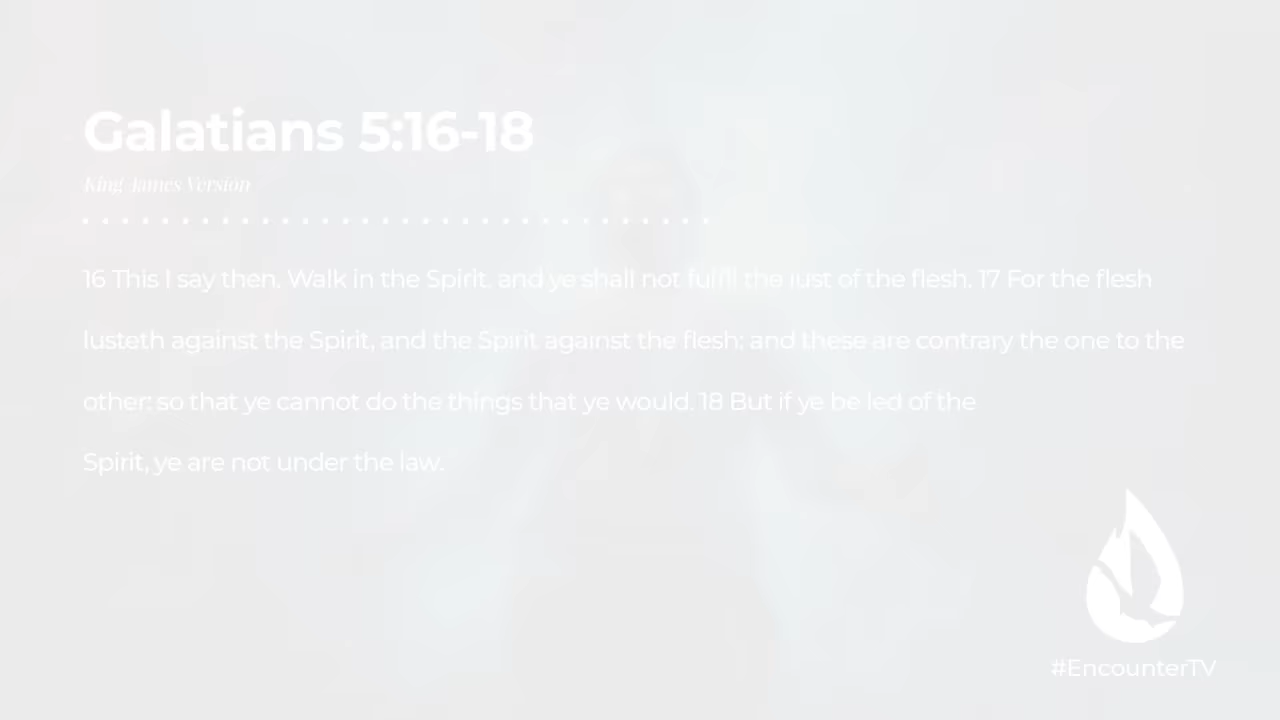 Galatians 5:16-18
King James Version
16 This I say then, Walk in the Spirit, and ye shall not fulfil the lust of the flesh. 17 For the flesh
lusteth against the Spirit, and the Spirit against the flesh: and these are contrary the one to the
other: so that ye cannot do the things that ye would. 18 But if ye be led of the
Spirit, ye are not under the law.
#EncounterTV